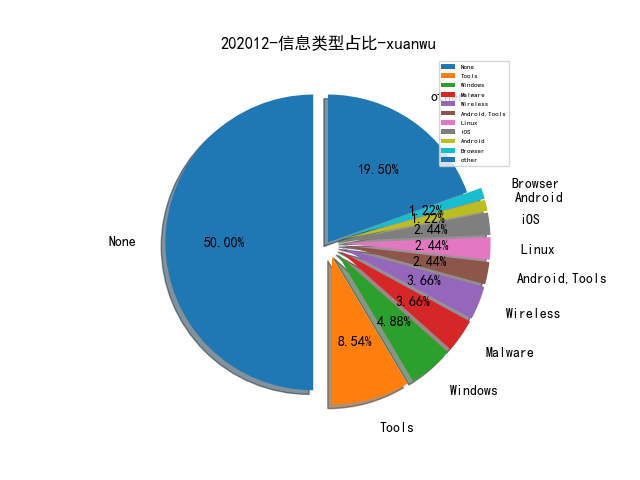 202012-信息类型占比-xuanwu
None
Tools
Windows
Malware
Wireless
Android,Tools
Linux
iOS
Android
Browser
other
19.50%
Browser
1.22%
Android
1.22%
iOS
2.44%
None
50.00%
2.44%
Linux
2.44%
Android,Tools
3.66%
Wireless
3.66%
4.88%
8.54%
Malware
Windows
Tools